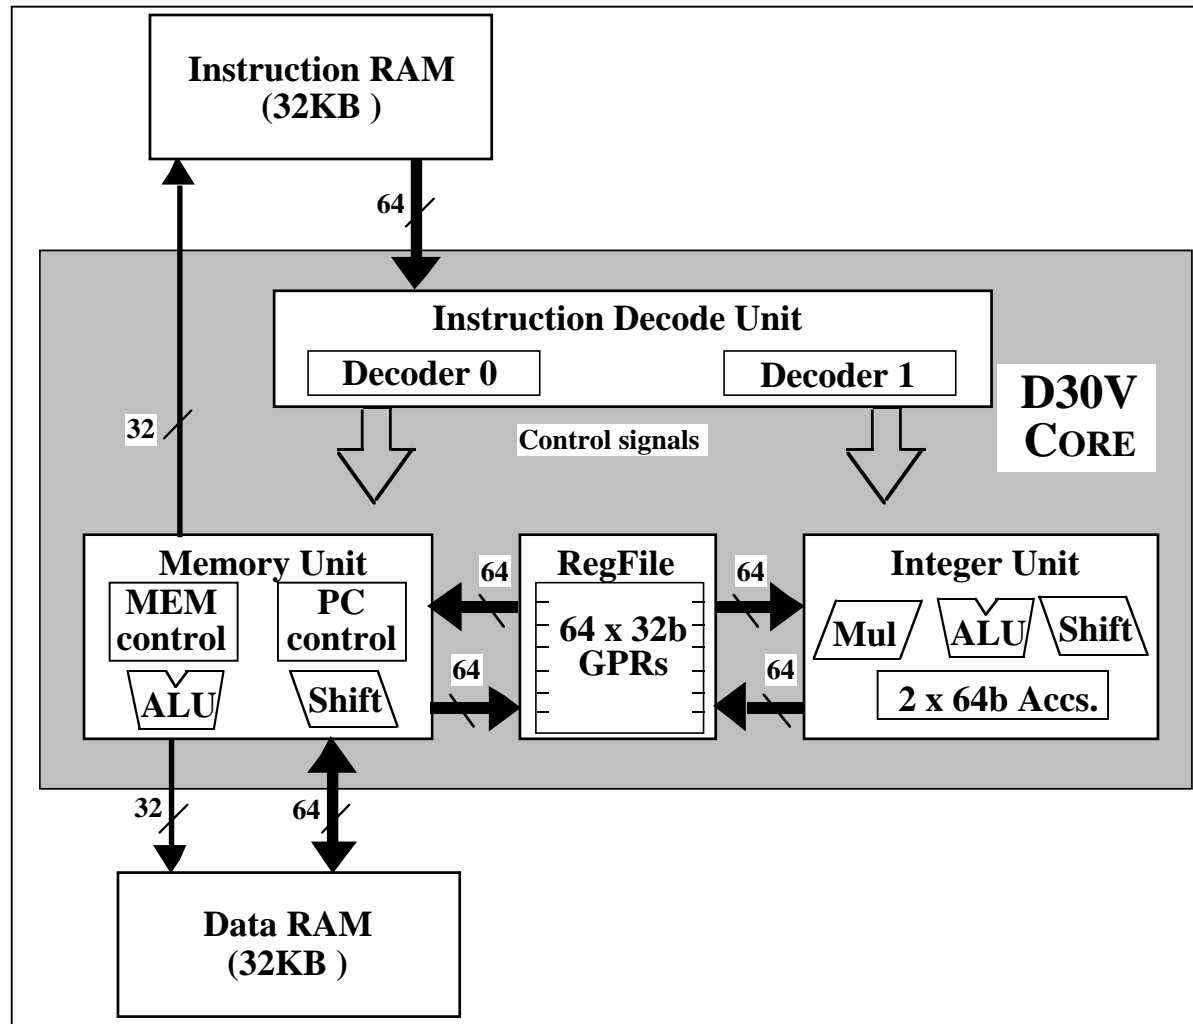 Instruction RAM
(32KB )
64
Instruction Decode Unit
Decoder 0
Decoder 1
D30V
CORE
32
Control signals
Memory Unit
MEM
control
PC
control
ALU
Shift
64
64
RegFile
64 x 32b
GPRs
64
64
Integer Unit
Mul
ALU
Shift
2 x 64b Accs.
32
64
Data RAM
(32KB )